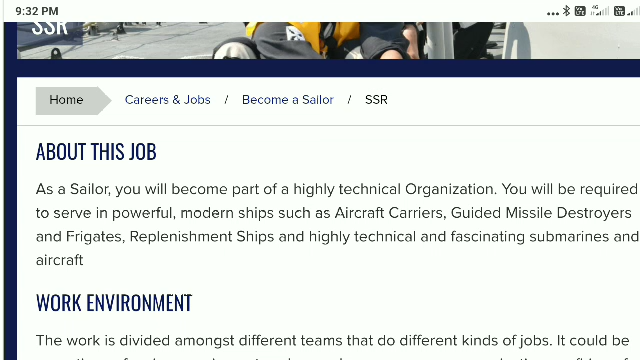 9:32 PM
4G
SSR
Home Careers & Jobs / Become a Sailor / SSR
ABOUT THIS JOB
As a Sailor, you will become part of a highly technical Organization. You will be required
to serve in powerful, modern ships such as Aircraft Carriers, Guided Missile Destroyers
and Frigates, Replenishment Ships and highly technical and fascinating submarines and
aircraft
WORK ENVIRONMENT
The work is divided amongst different teams that do different kinds of jobs. It could be